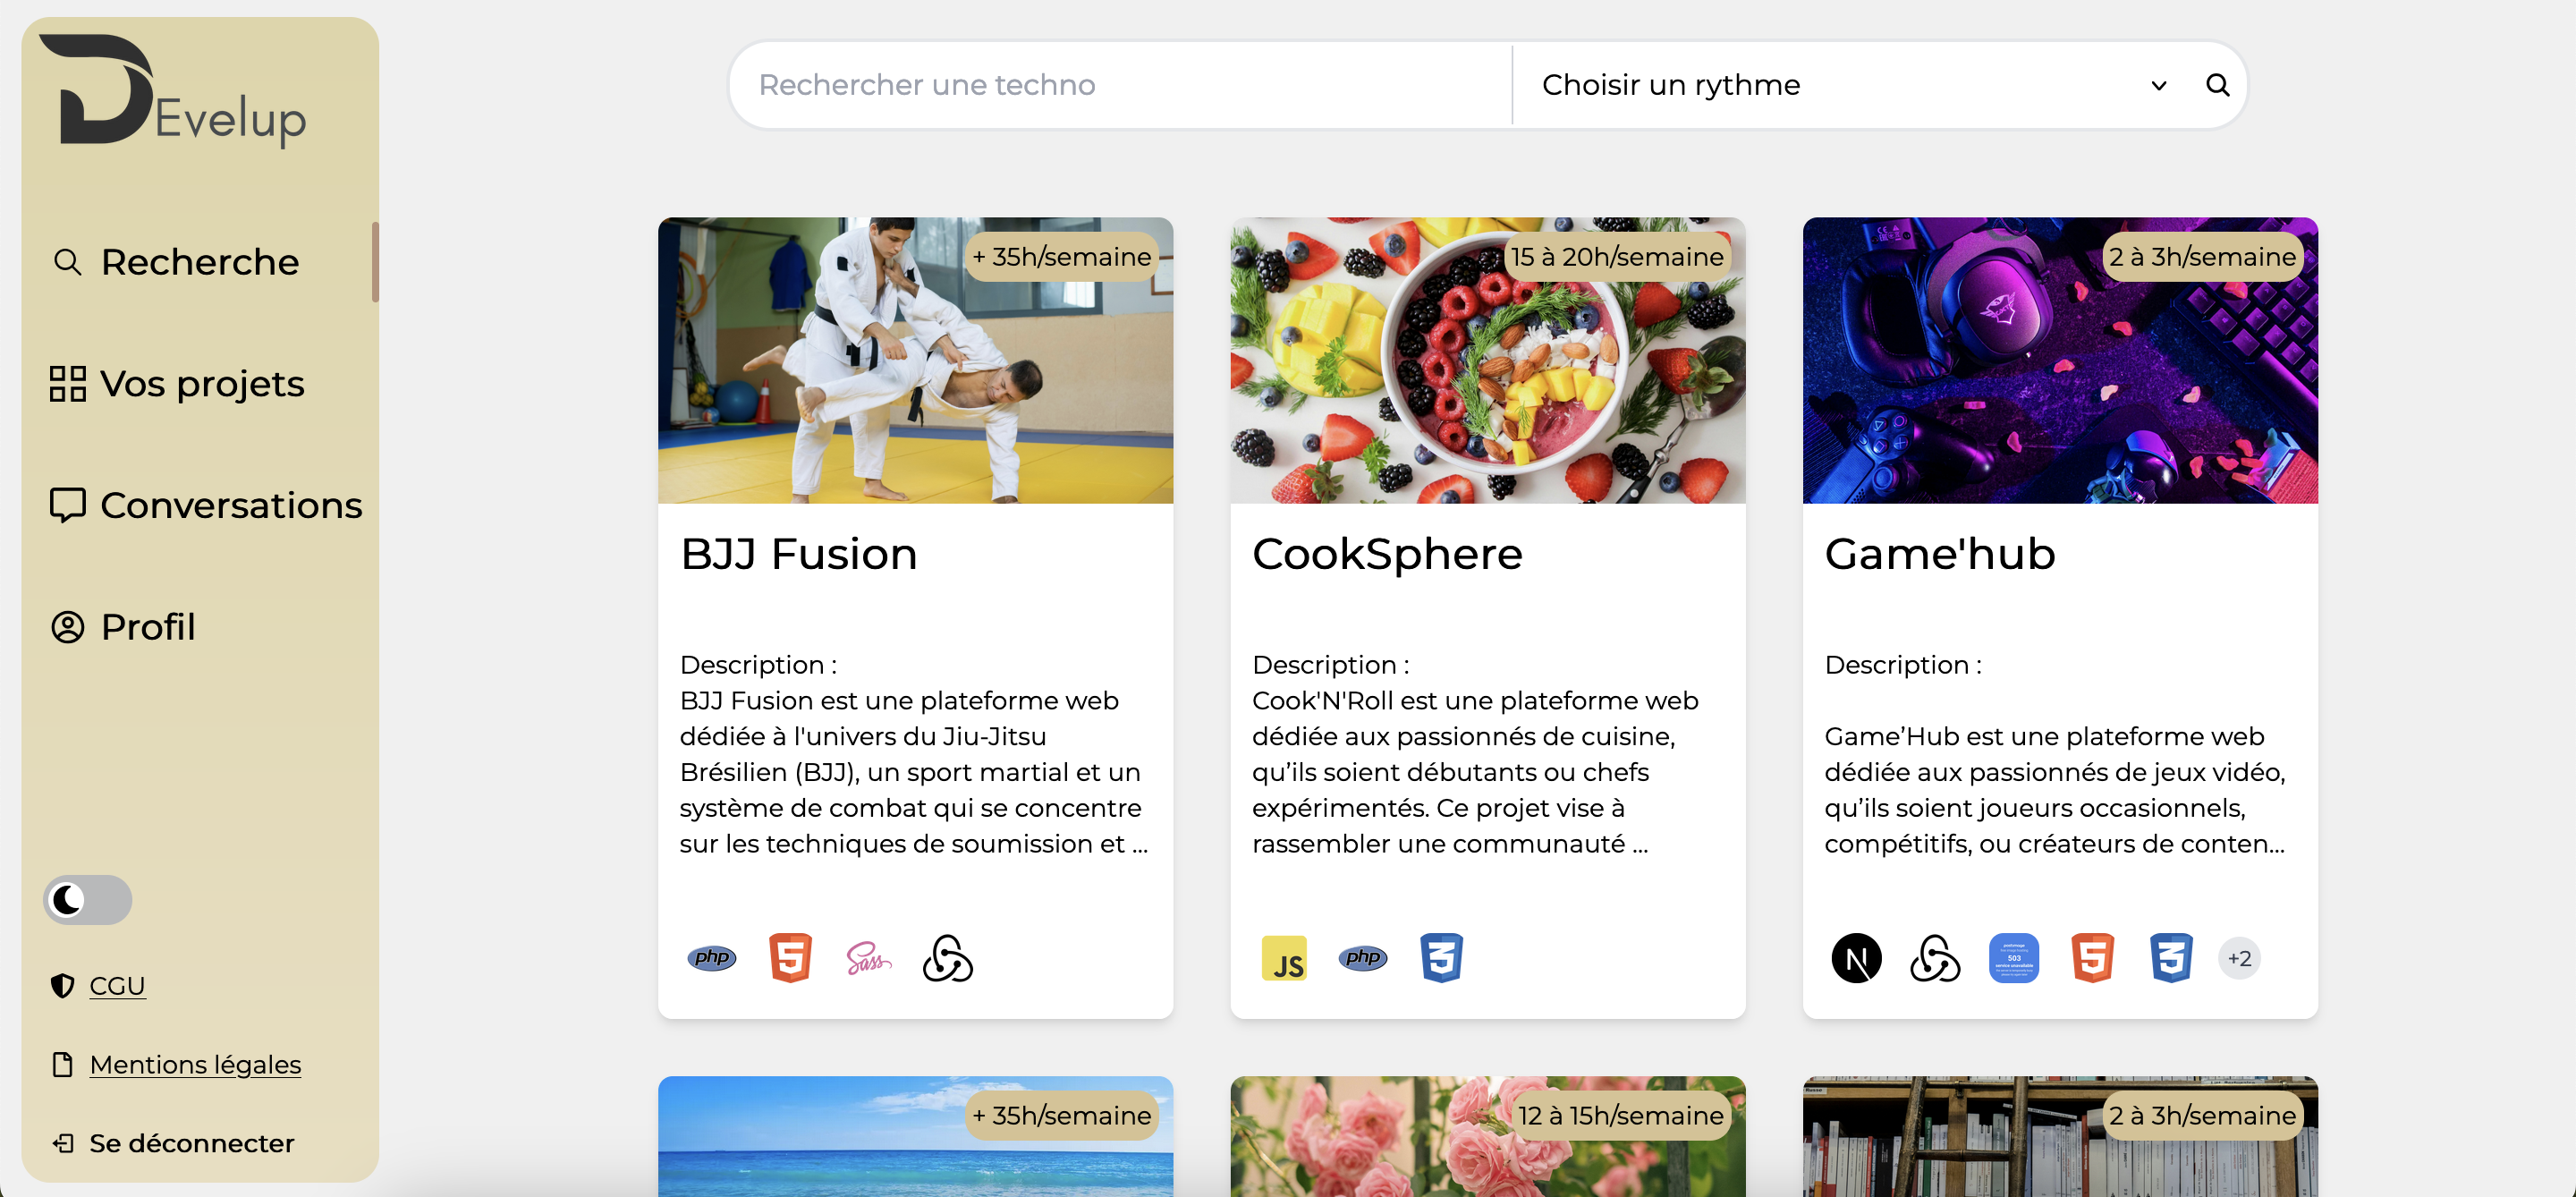 DEvelup
Recherche
Vos projets
Conversations
Profil
CGU
Mentions légales
Se déconnecter
Rechercher une techno
Choisir un rythme
+ 35h/semaine
BJJ Fusion
Description :
BJJ Fusion est une plateforme web
dédiée à l'univers du Jiu-Jitsu
Brésilien (BJJ), un sport martial et un
système de combat qui se concentre
sur les techniques de soumission et ...
php
5
Sass
15 à 20h/semaine
CookSphere
Description :
Cook'N'Roll est une plateforme web
dédiée aux passionnés de cuisine,
qu’ils soient débutants ou chefs
expérimentés. Ce projet vise à
rassembler une communauté ...
JS
php
3
2 à 3h/semaine
Game'hub
Description :
Game’Hub est une plateforme web
dédiée aux passionnés de jeux vidéo,
qu’ils soient joueurs occasionnels,
compétitifs, ou créateurs de conten...
N
503
5
3
+2
+ 35h/semaine
12 à 15h/semaine
2 à 3h/semaine